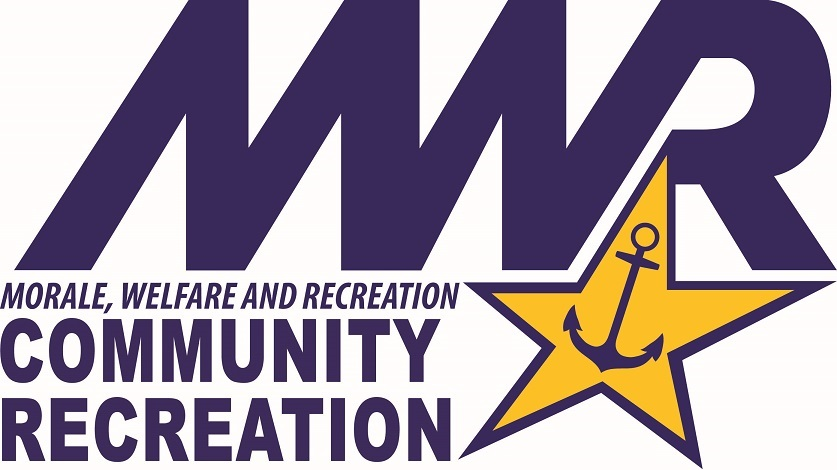 MWR
MORALE, WELFARE AND RECREATION
COMMUNITY
RECREATION